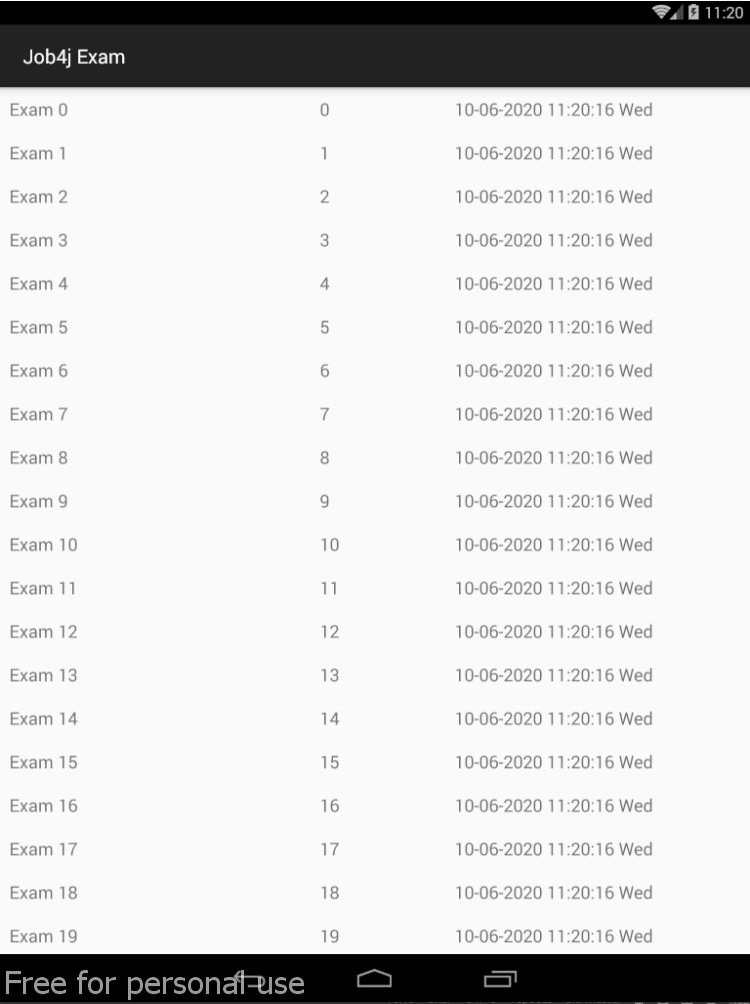 11:20
Job4j Exam
Exam 0 0 10-06-2020 11:20:16 Wed
Exam 1 1 10-06-2020 11:20:16 Wed
Exam 2 2 10-06-2020 11:20:16 Wed
Exam 3 3 10-06-2020 11:20:16 Wed
Exam 4 4 10-06-2020 11:20:16 Wed
Exam 5 5 10-06-2020 11:20:16 Wed
Exam 6 6 10-06-2020 11:20:16 Wed
Exam 7 7 10-06-2020 11:20:16 Wed
Exam 8 8 10-06-2020 11:20:16 Wed
Exam 9 9 10-06-2020 11:20:16 Wed
Exam 10 10 10-06-2020 11:20:16 Wed
Exam 11 11 10-06-2020 11:20:16 Wed
Exam 12 12 10-06-2020 11:20:16 Wed
Exam 13 13 10-06-2020 11:20:16 Wed
Exam 14 14 10-06-2020 11:20:16 Wed
Exam 15 15 10-06-2020 11:20:16 Wed
Exam 16 16 10-06-2020 11:20:16 Wed
Exam 17 17 10-06-2020 11:20:16 Wed
Exam 18 18 10-06-2020 11:20:16 Wed
Exam 19 19 10-06-2020 11:20:16 Wed
Free for personal use